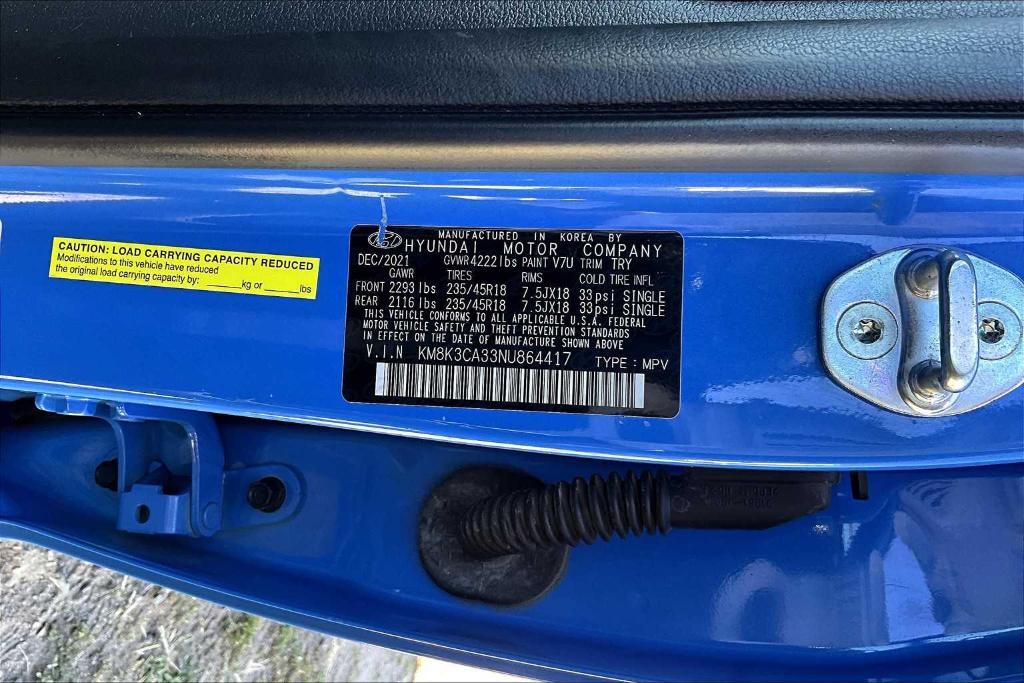 CAUTION: LOAD CARRYING CAPACITY REDUCED
Modifications to this vehicle have reduced
the original load carrying capacity by: ______kg or ______lbs
MANUFACTURED IN KOREA BY
HYUNDAI MOTOR COMPANY
DEC/2021 GVWR 4222 lbs PAINT V7U TRIM TRY
GAWR TIRES RIMS COLD TIRE INFL
FRONT 2293 lbs 235/45R18 7.5JX18 33psi SINGLE
REAR 2116 lbs 235/45R18 7.5JX18 33psi SINGLE
THIS VEHICLE CONFORMS TO ALL APPLICABLE U.S.A. FEDERAL
MOTOR VEHICLE SAFETY AND THEFT PREVENTION STANDARDS
IN EFFECT ON THE DATE OF MANUFACTURE SHOWN ABOVE
V.I.N KM8K3CA33NU864417 TYPE: MPV